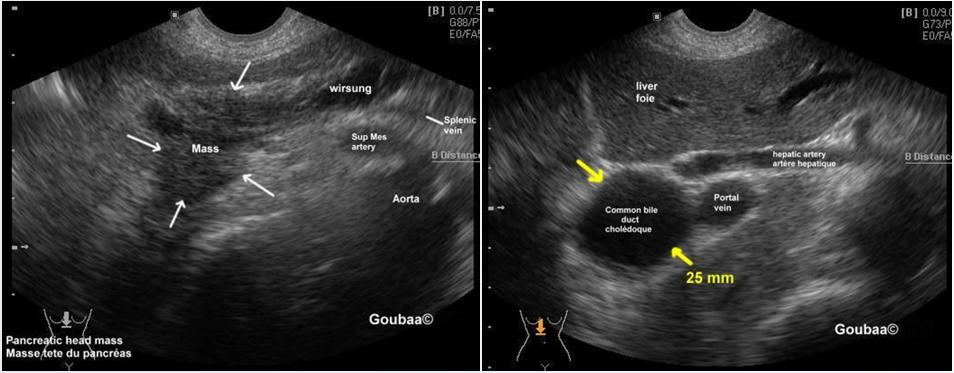 [B] 0.0/7.5
G88/P
E0/FA
wirsung
Splenic
vein
Sup Mes
artery
Mass
B Distance
Aorta
Goubaa©
Pancreatic head mass
Masse tete du pancréas
[B] 0.0/9.0
G73/P
E0/FA
liver
foie
hepatic artery
artère hepatique
B Distance
Portal
vein
Common bile
duct
cholédoque
25 mm
Goubaa©